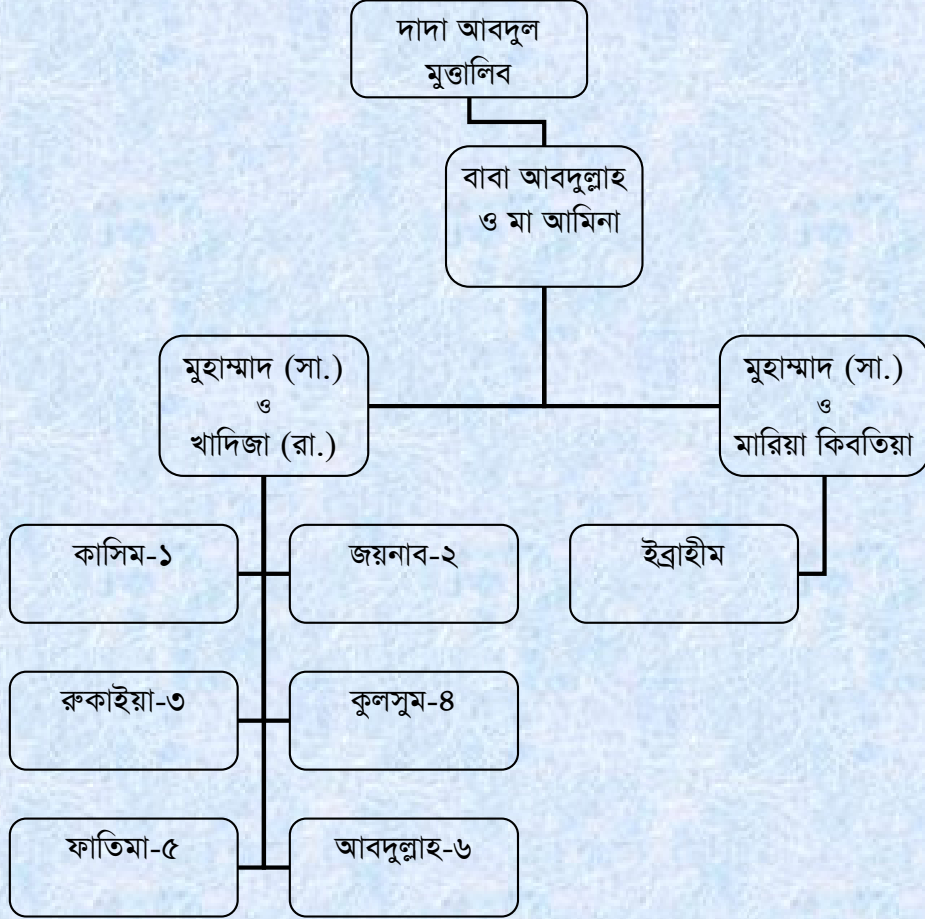 দাদা আবদুল
মুত্তালিব
বাবা আবদুল্লাহ
ও মা আমিনা
মুহাম্মাদ (সা.)
ও
খাদিজা (রা.)
মুহাম্মাদ (সা.)
ও
মারিয়া কিবতিয়া
কাসিম-১
জয়নাব-২
ইব্রাহীম
রুকাইয়া-৩
কুলসুম-৪
ফাতিমা-৫
আবদুল্লাহ-৬